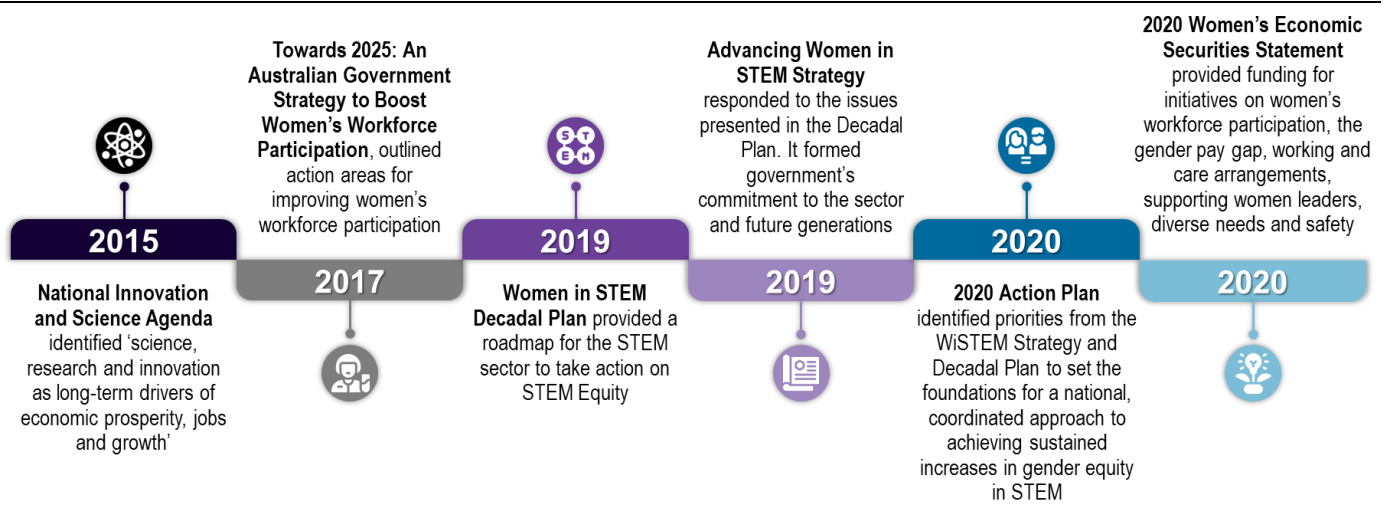 2015
National Innovation
and Science Agenda
identified ‘science,
research and innovation
as long-term drivers of
economic prosperity, jobs
and growth’
Towards 2025: An
Australian Government
Strategy to Boost
Women’s Workforce
Participation, outlined
action areas for
improving women’s
workforce participation
2017
S T
E M
2019
Women in STEM
Decadal Plan provided a
roadmap for the STEM
sector to take action on
STEM Equity
Advancing Women in
STEM Strategy
responded to the issues
presented in the Decadal
Plan. It formed
government’s
commitment to the sector
and future generations
2019
2020
2020 Action Plan
identified priorities from the
WiSTEM Strategy and
Decadal Plan to set the
foundations for a national,
coordinated approach to
achieving sustained
increases in gender equity
in STEM
2020 Women’s Economic
Securities Statement
provided funding for
initiatives on women’s
workforce participation, the
gender pay gap, working and
care arrangements,
supporting women leaders,
diverse needs and safety
2020